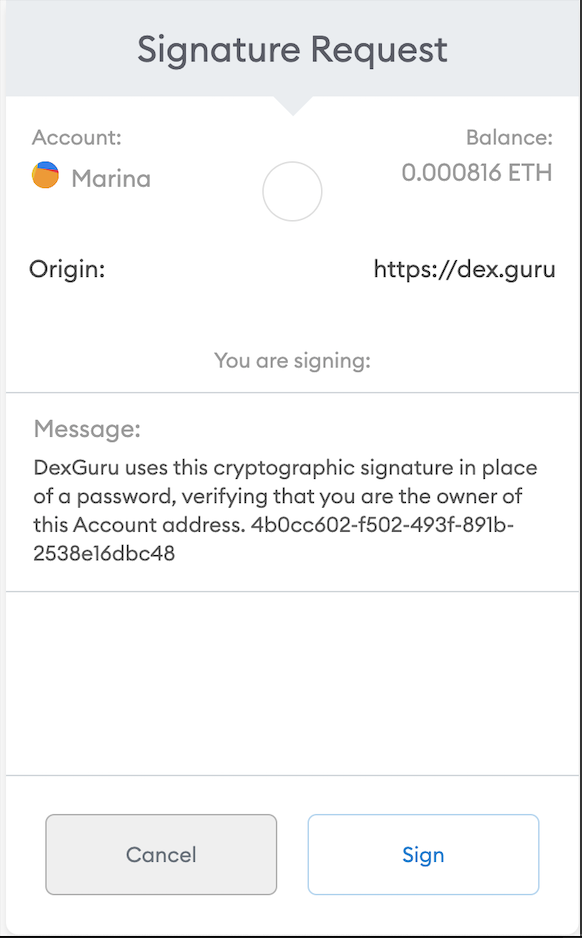 Signature Request
Account:
Balance:
Marina
0.000816 ETH
Origin:
https://dex.guru
You are signing:
Message:
DexGuru uses this cryptographic signature in place
of a password, verifying that you are the owner of
this Account address. 4b0cc602-f502-493f-891b-
2538e16dbc48
Cancel
Sign